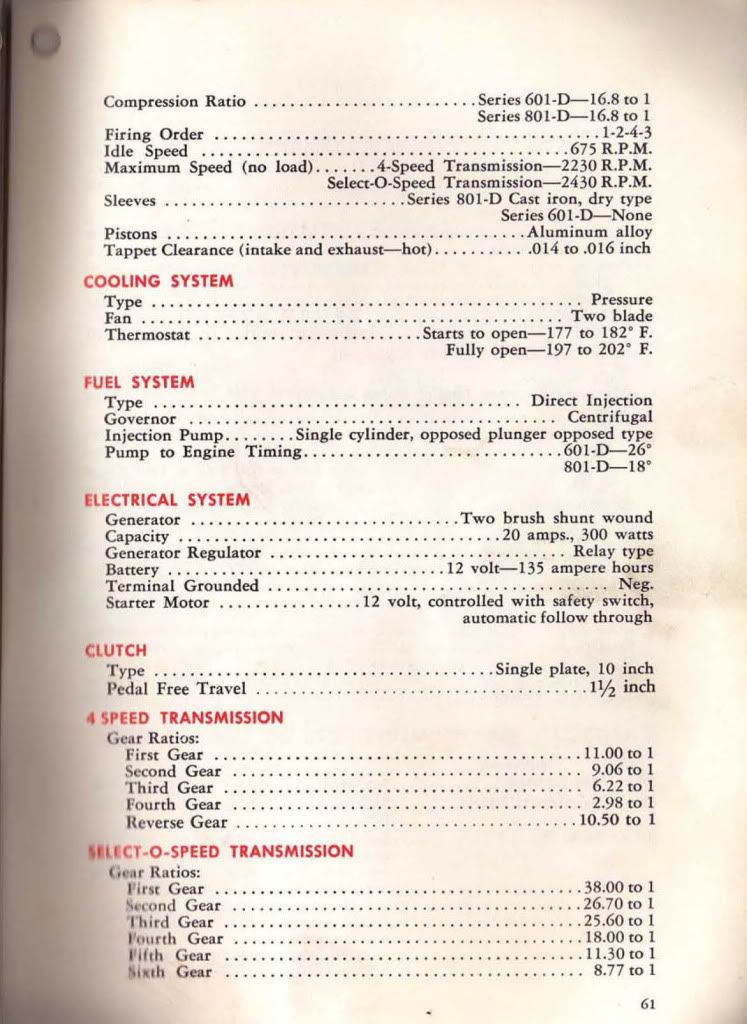 Compression Ratio ........................ Series 601-D—16.8 to 1
Series 801-D—16.8 to 1
Firing Order .......................................... 1-2-4-3
Idle Speed ........................................ 675 R.P.M.
Maximum Speed (no load)....... 4-Speed Transmission—2230 R.P.M.
Select-O-Speed Transmission—2430 R.P.M.
Sleeves .......................... Series 801-D Cast iron, dry type
Series 601-D—None
Pistons ....................................... Aluminum alloy
Tappet Clearance (intake and exhaust—hot)........... .014 to .016 inch
COOLING SYSTEM
Type ............................................... Pressure
Fan .............................................. Two blade
Thermostat ........................ Starts to open—177 to 182° F.
Fully open—197 to 202° F.
FUEL SYSTEM
Type ........................................ Direct Injection
Governor ........................................ Centrifugal
Injection Pump........ Single cylinder, opposed plunger opposed type
Pump to Engine Timing............................ 601-D—26°
801-D—18°
ELECTRICAL SYSTEM
Generator ............................. Two brush shunt wound
Capacity ................................... 20 amps., 300 watts
Generator Regulator ................................ Relay type
Battery .............................. 12 volt—135 ampere hours
Terminal Grounded ..................................... Neg.
Starter Motor ................ 12 volt, controlled with safety switch,
automatic follow through
CLUTCH
Type ..................................... Single plate, 10 inch
Pedal Free Travel .................................... 1½ inch
4 SPEED TRANSMISSION
Gear Ratios:
First Gear ........................................ 11.00 to 1
Second Gear ...................................... 9.06 to 1
Third Gear ........................................ 6.22 to 1
Fourth Gear ...................................... 2.98 to 1
Reverse Gear ..................................... 10.50 to 1
SELECT-O-SPEED TRANSMISSION
Gear Ratios:
First Gear ........................................ 38.00 to 1
Second Gear ...................................... 26.70 to 1
Third Gear ........................................ 25.60 to 1
Fourth Gear ...................................... 18.00 to 1
Fifth Gear ........................................ 11.30 to 1
Sixth Gear ....................................... 8.77 to 1
61